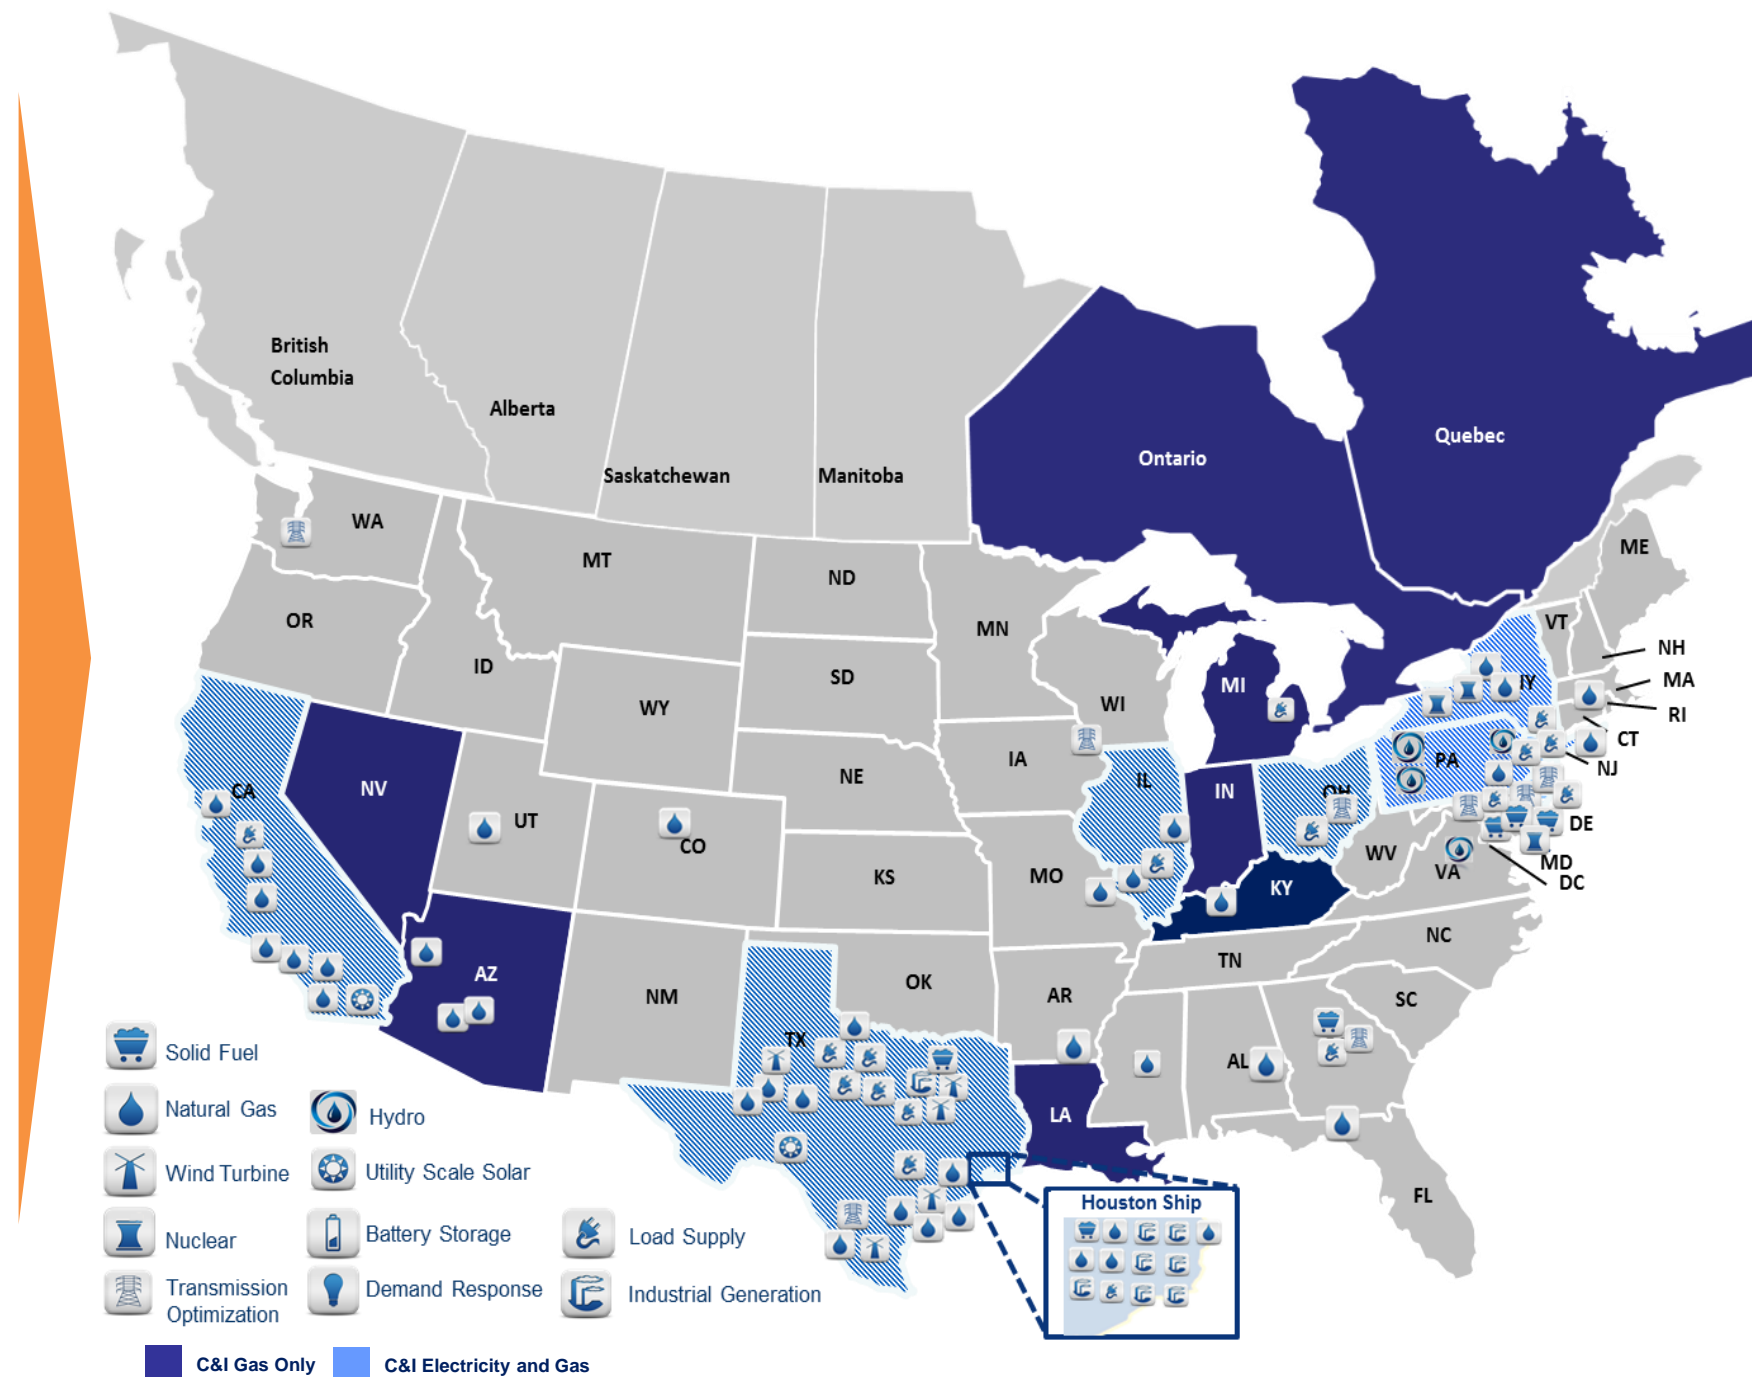 British
Columbia
Alberta
Saskatchewan
Manitoba
Ontario
Quebec
WA
MT
ND
MN
OR
ID
SD
WI
MI
WY
IA
NE
NV
UT
CO
CA
IL
IN
OH
PA
NY
VT
ME
NH
MA
RI
CT
NJ
DE
MD
DC
WV
VA
KS
MO
KY
AZ
NM
OK
AR
TN
NC
SC
TX
LA
AL
FL
Solid Fuel
Natural Gas
Hydro
Wind Turbine
Utility Scale Solar
Nuclear
Battery Storage
Load Supply
Transmission
Optimization
Demand Response
Industrial Generation
Houston Ship
C&I Gas Only
C&I Electricity and Gas